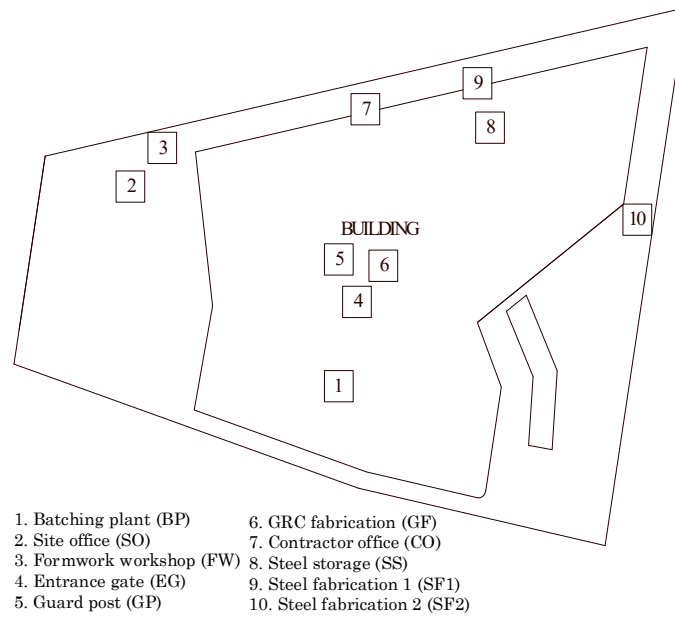 9
7
8
3
2
BUILDING
10
5
6
4
1
1. Batching plant (BP)
2. Site office (SO)
3. Formwork workshop (FW)
4. Entrance gate (EG)
5. Guard post (GP)
6. GRC fabrication (GF)
7. Contractor office (CO)
8. Steel storage (SS)
9. Steel fabrication 1 (SF1)
10. Steel fabrication 2 (SF2)